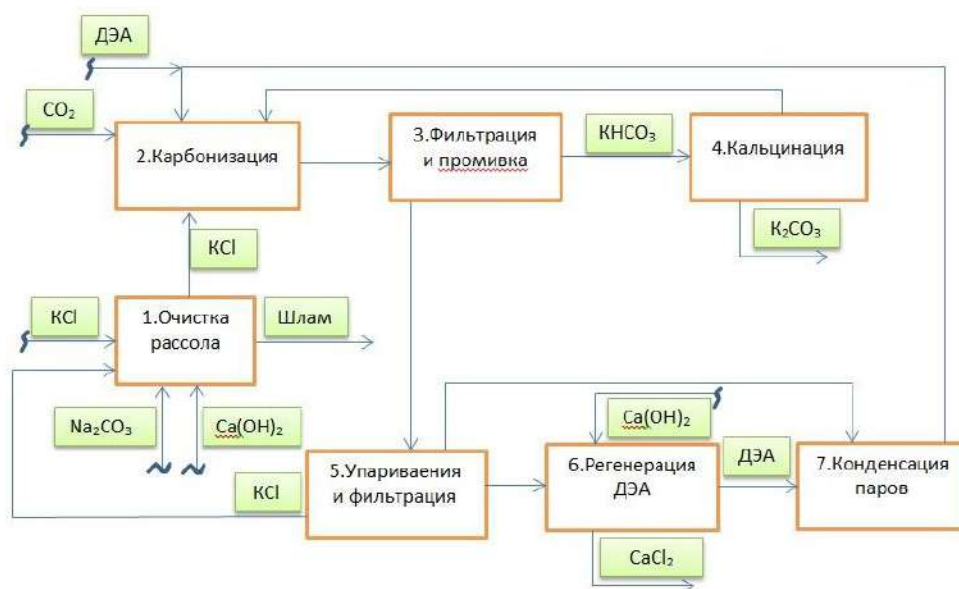 ДЭА
CO₂
2.Карбонизация
3.Фильтрация
и промивка
KHCO₃
4.Кальцинация
K₂CO₃
KCl
KCl
1.Очистка
рассола
Шлам
Na₂CO₃
Ca(OH)₂
KCl
5.Упариваения
и фильтрация
Ca(OH)₂
6.Регенерация
ДЭА
ДЭА
7.Конденсация
паров
CaCl₂